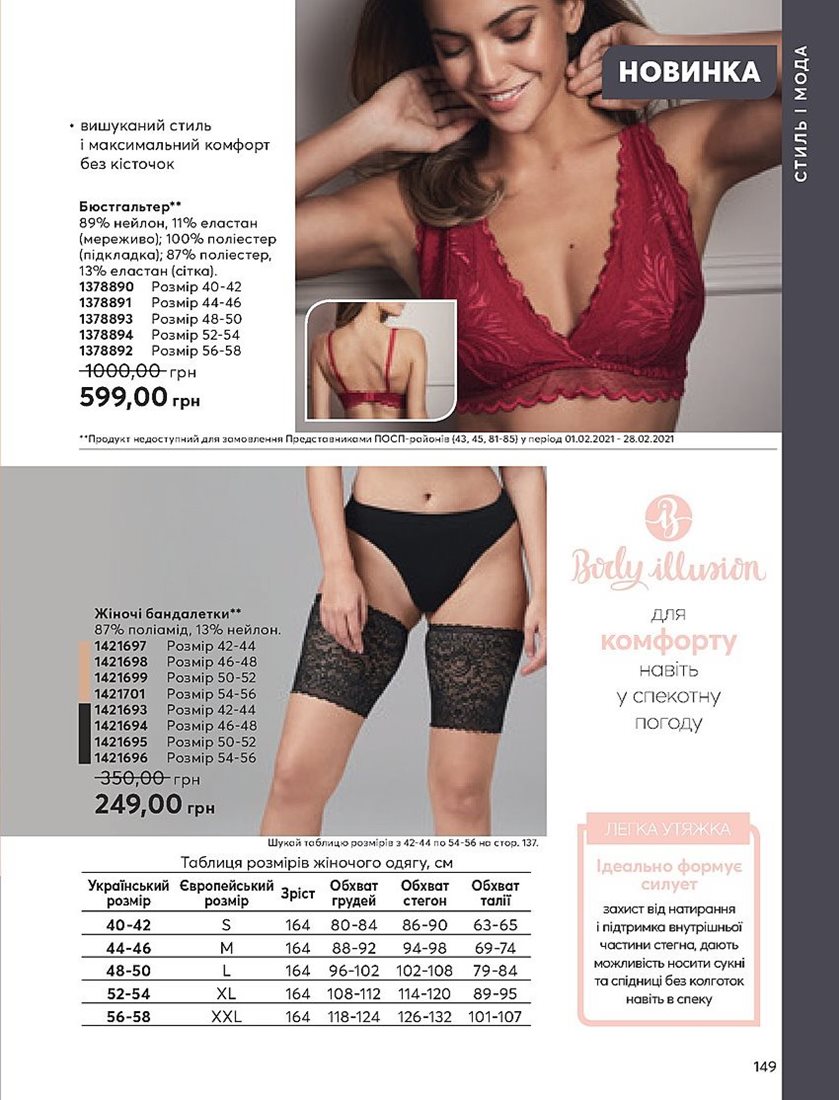 НОВИНКА
СТИЛЬ І МОДА
• вишуканий стиль
і максимальний комфорт
без кісточок
Бюстгальтер**
89% нейлон, 11% еластан
(мереживо); 100% поліестер
(підкладка); 87% поліестер,
13% еластан (сітка).
1378890 Розмір 40-42
1378891 Розмір 44-46
1378893 Розмір 48-50
1378894 Розмір 52-54
1378892 Розмір 56-58
1000,00 грн
599,00 грн
**Продукт недоступний для замовлення Представниками ПОСП-районів (43, 45, 81-85) у період 01.02.2021 - 28.02.2021
Жіночі бандалетки**
87% поліамід, 13% нейлон.
1421697 Розмір 42-44
1421698 Розмір 46-48
1421699 Розмір 50-52
1421701 Розмір 54-56
1421693 Розмір 42-44
1421694 Розмір 46-48
1421695 Розмір 50-52
1421696 Розмір 54-56
350,00 грн
249,00 грн
Body illusion
для
комфорту
навіть
у спекотну
погоду
Шукай таблицю розмірів з 42-44 по 54-56 на стор. 137.
Таблиця розмірів жіночого одягу, см
Український розмір Європейський розмір Зріст Обхват грудей Обхват стегон Обхват талії
40-42 S 164 80-84 86-90 63-65
44-46 M 164 88-92 94-98 69-74
48-50 L 164 96-102 102-108 79-84
52-54 XL 164 108-112 114-120 89-95
56-58 XXL 164 118-124 126-132 101-107
ЛЕГКА УТЯЖКА
Ідеально формує
силует
захист від натирання
і підтримка внутрішньої
частини стегна, дають
можливість носити сукні
та спідниці без колготок
навіть в спеку
149